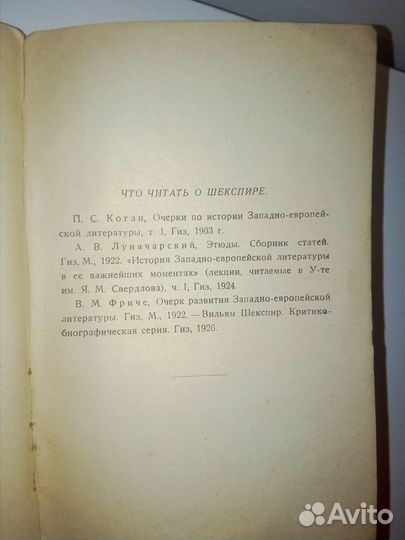 ЧТО ЧИТАТЬ О ШЕКСПИРЕ.
П. С. Коган, Очерки по истории Западно-европей-
ской литературы, т. I, Гиз, 1903 г.
А. В. Луначарский, Этюды. Сборник статей.
Гиз, М., 1922. «История Западно-европейской литературы
в ее важнейших моментах» (лекции, читаемые в У-те
им. Я. М. Свердлова), ч. I, Гиз, 1924.
В. М. Фриче, Очерк развития Западно-европейской
литературы. Гиз, М., 1922. — Вильям Шекспир. Критико-
биографическая серия. Гиз, 1926.
Avito